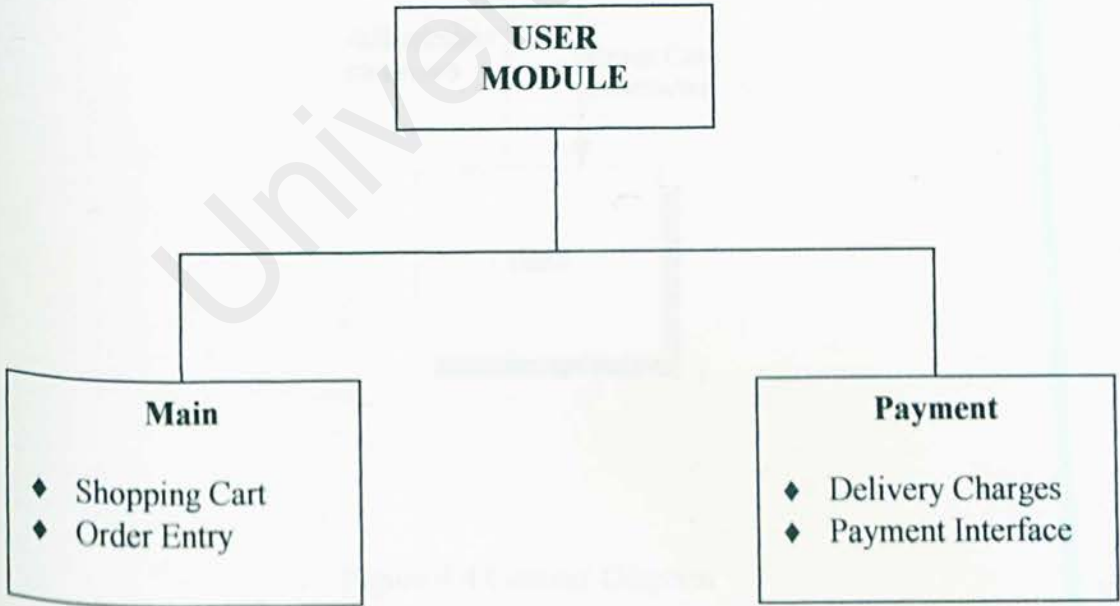 USER
MODULE
Main
♦ Shopping Cart
♦ Order Entry
Payment
♦ Delivery Charges
♦ Payment Interface